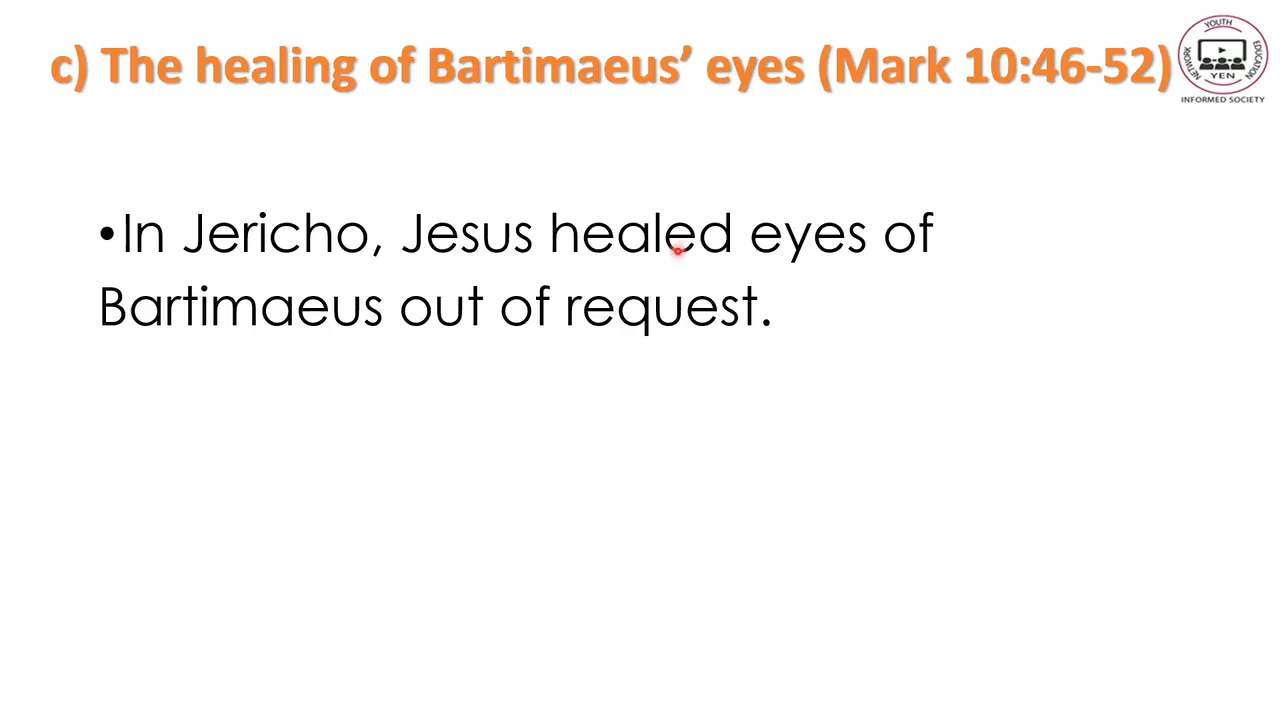 c) The healing of Bartimaeus’ eyes (Mark 10:46-52)
YOUTH
EDUCATION
NETWORK
YEN
INFORMED SOCIETY
•In Jericho, Jesus healed eyes of
Bartimaeus out of request.